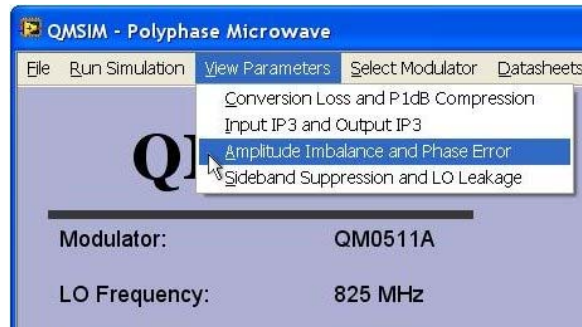 QMSIM - Polyphase Microwave
File Run Simulation View Parameters Select Modulator Datasheets
Conversion Loss and P1dB Compression
Input IP3 and Output IP3
Amplitude Imbalance and Phase Error
Sideband Suppression and LO Leakage
Modulator: QM0511A
LO Frequency: 825 MHz